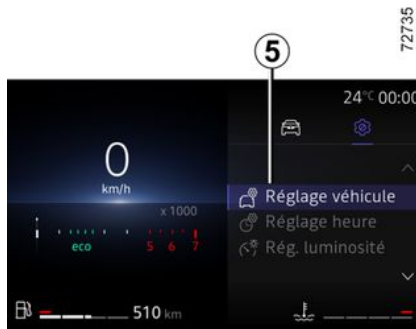 72735
5
24°C 00:00
0
km/h
x 1000
eco 5 6 7
Réglage véhicule
Réglage heure
Rég. luminosité
510 km